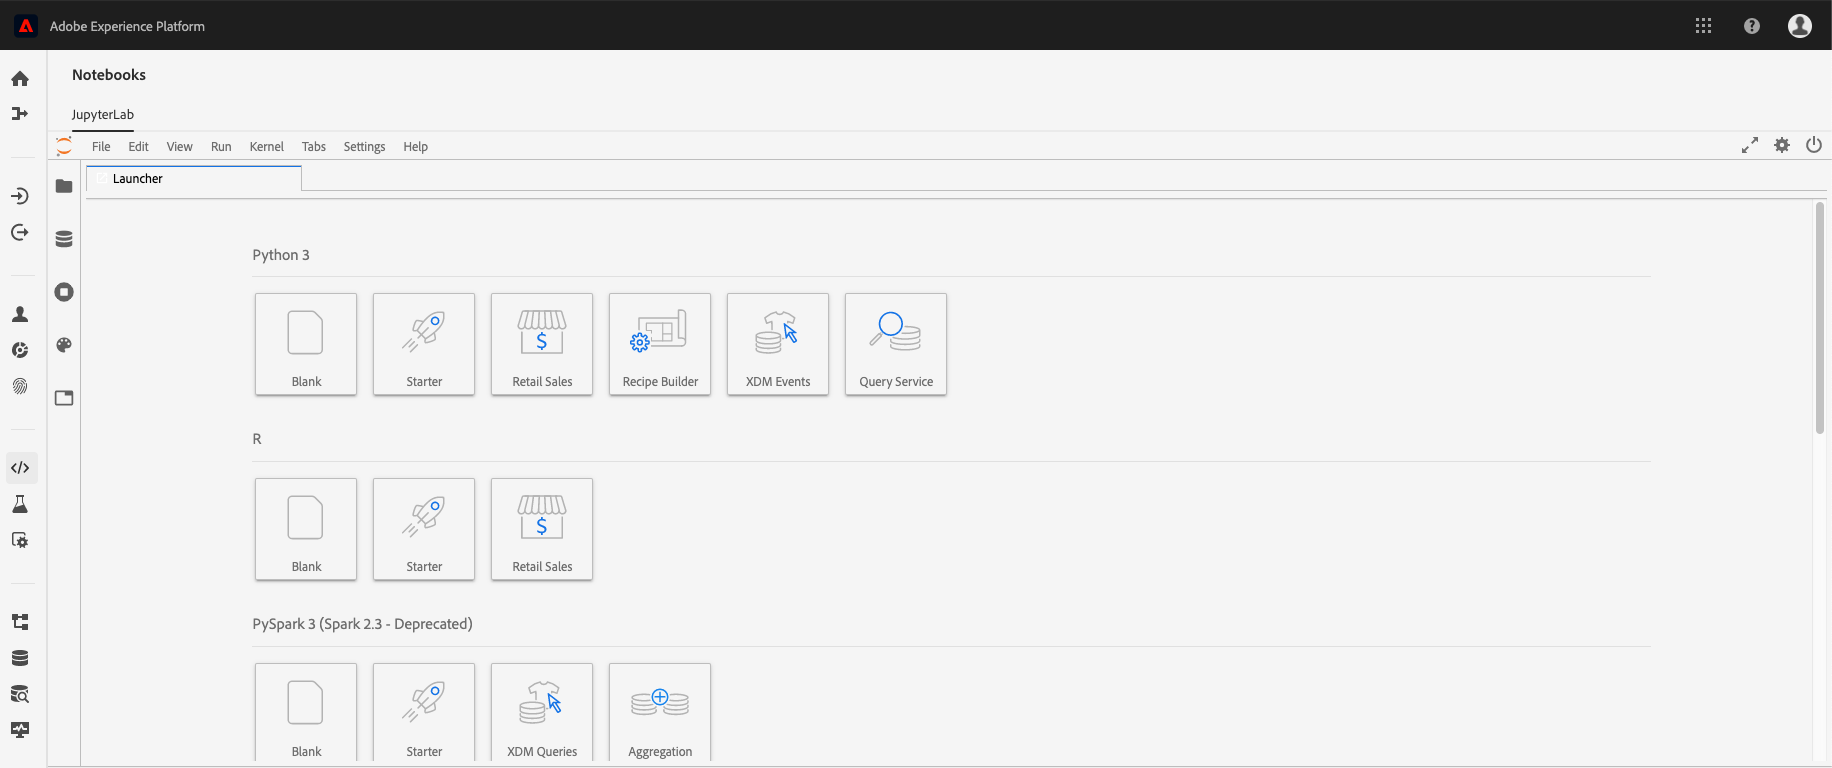 Adobe Experience Platform
Notebooks
JupyterLab
File Edit View Run Kernel Tabs Settings Help
Launcher
Python 3
Blank Starter Retail Sales Recipe Builder XDM Events Query Service
R
Blank Starter Retail Sales
PySpark 3 (Spark 2.3 - Deprecated)
Blank Starter XDM Queries Aggregation